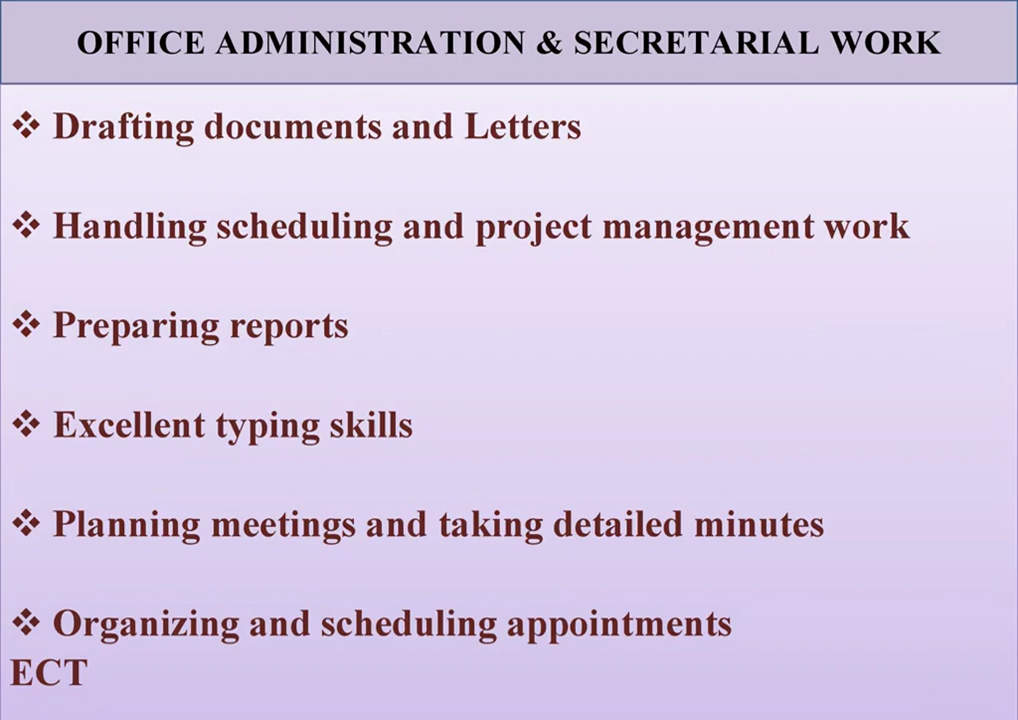 OFFICE ADMINISTRATION & SECRETARIAL WORK
❖ Drafting documents and Letters
❖ Handling scheduling and project management work
❖ Preparing reports
❖ Excellent typing skills
❖ Planning meetings and taking detailed minutes
❖ Organizing and scheduling appointments
ECT